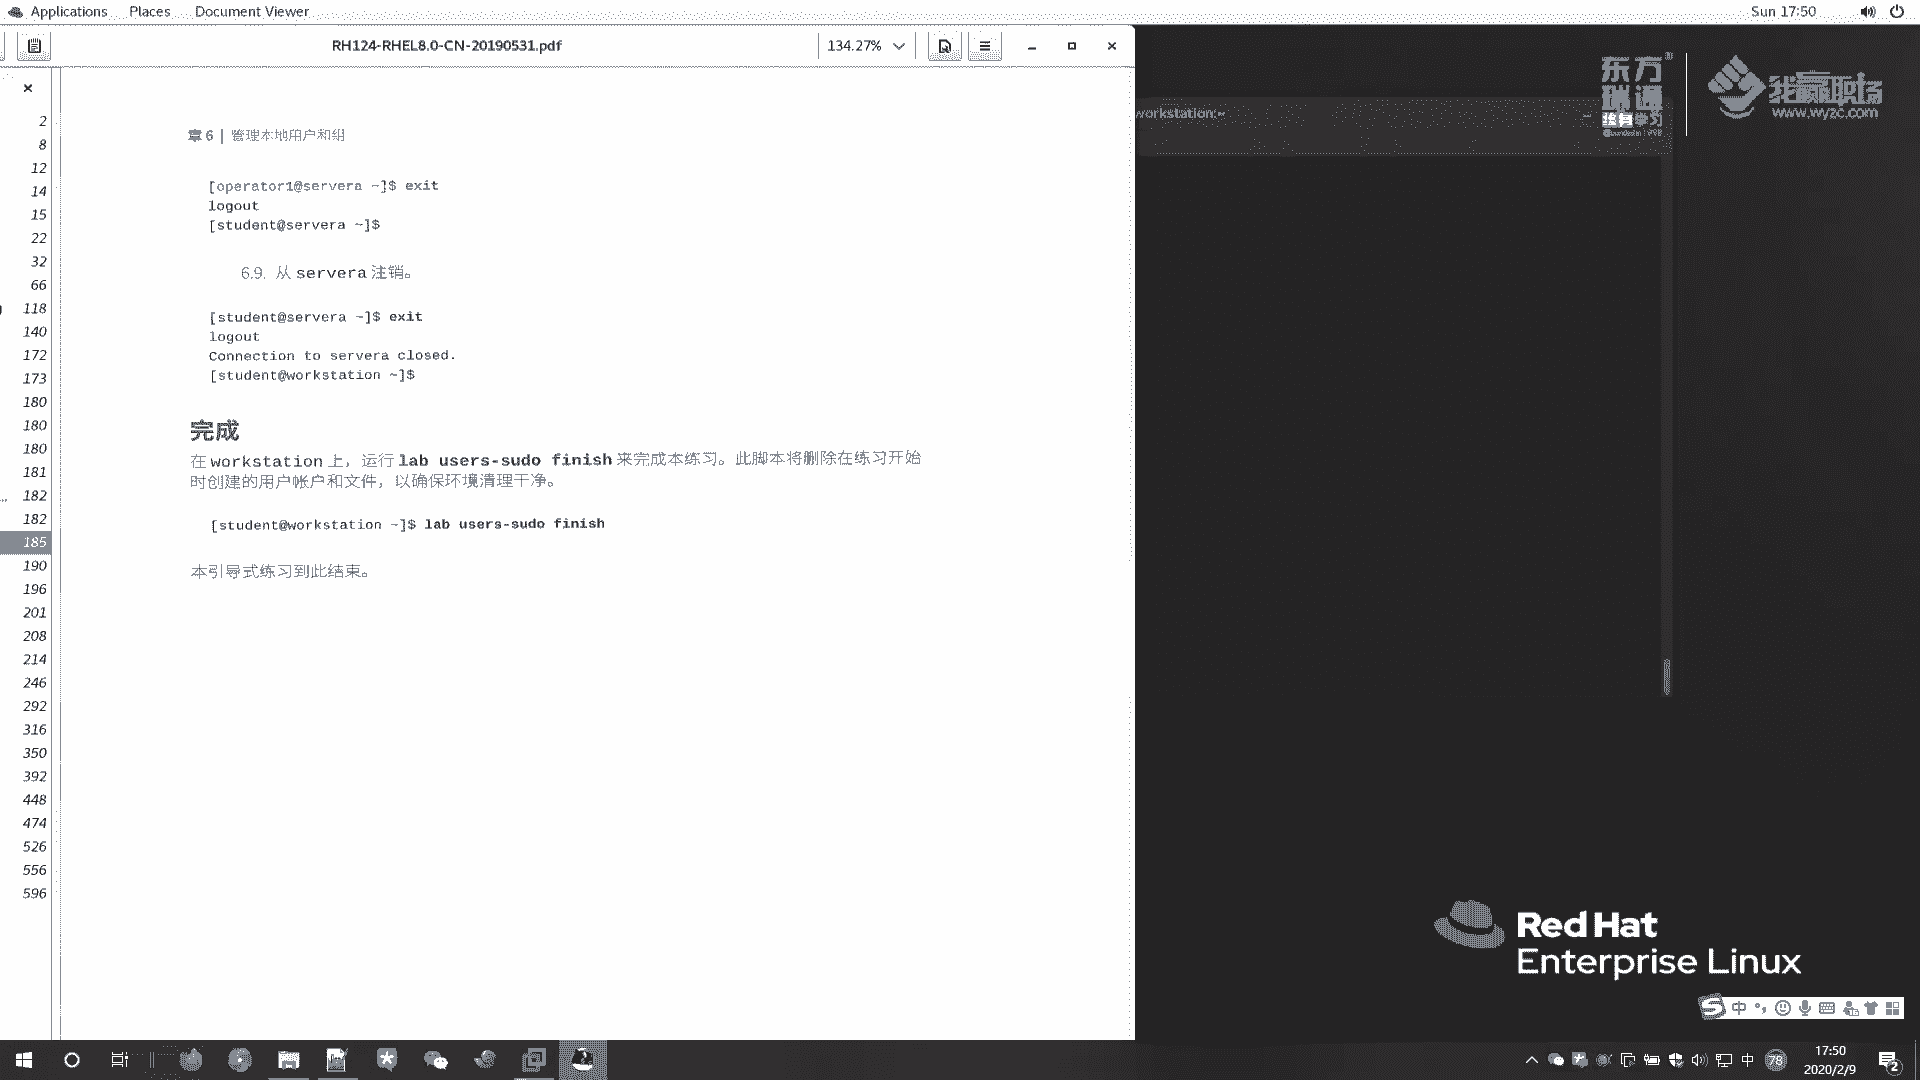 Applications Places Document Viewer
Sun 17:50
RH124-RHEL8.0-CN-20190531.pdf
134.27%
2
8
12
14
15
22
32
66
118
140
172
173
180
180
180
181
182
182
185
190
196
201
208
214
246
292
316
350
392
448
474
526
556
596
章 6 | 管理本地用户和组
[operator1@servera ~]$ exit
logout
[student@servera ~]$
6.9. 从 servera 注销。
[student@servera ~]$ exit
logout
Connection to servera closed.
[student@workstation ~]$
完成
在 workstation 上，运行 lab users-sudo finish 来完成本练习。此脚本将删除在练习开始
时创建的用户帐户和文件，以确保环境清理干净。
[student@workstation ~]$ lab users-sudo finish
本引导式练习到此结束。
workstation:~
东方
瑞通
终身学习
我赢职场
www.wyzc.com
Red Hat
Enterprise Linux
中
中
78
17:50
2020/2/9
2